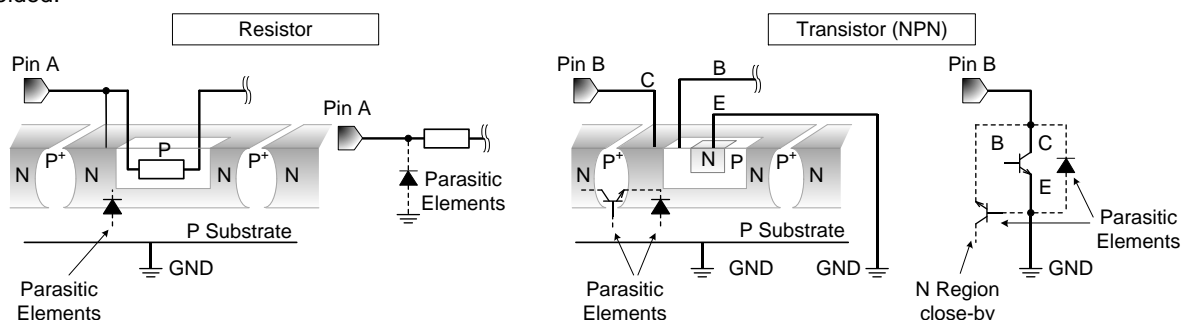 Resistor
Transistor (NPN)
Pin A
Pin A
P
N
P+
N
N
P+
N
Parasitic
Elements
P Substrate
GND
Parasitic
Elements
Pin B
C
B
E
N
P+
N
N
P
N
P+
N
P Substrate
GND
GND
Parasitic
Elements
Pin B
B
C
E
Parasitic
Elements
GND
N Region
close-by